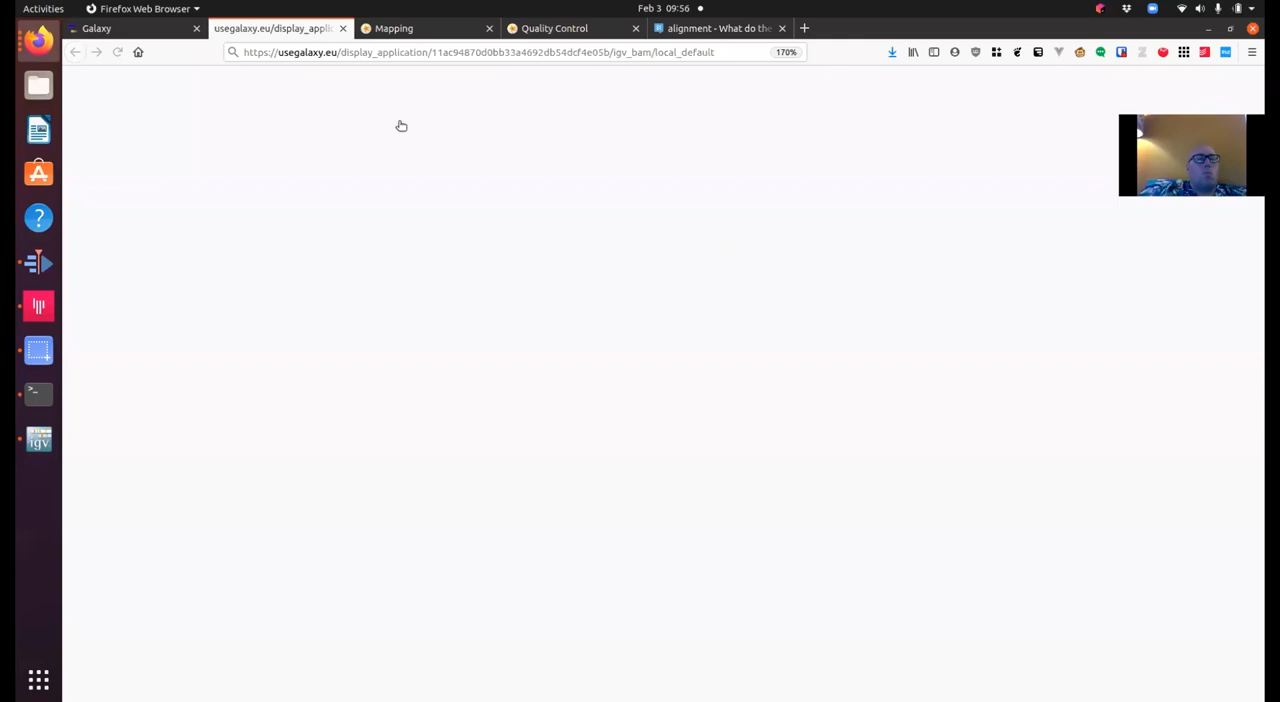 Activities
Firefox Web Browser
Feb 3 09:56
Galaxy
usegalaxy.eu/display_applic
Mapping
Quality Control
alignment - What do the
https://usegalaxy.eu/display_application/11ac94870d0bb33a4692db54dcf4e05b/igv_bam/local_default
170%
igv